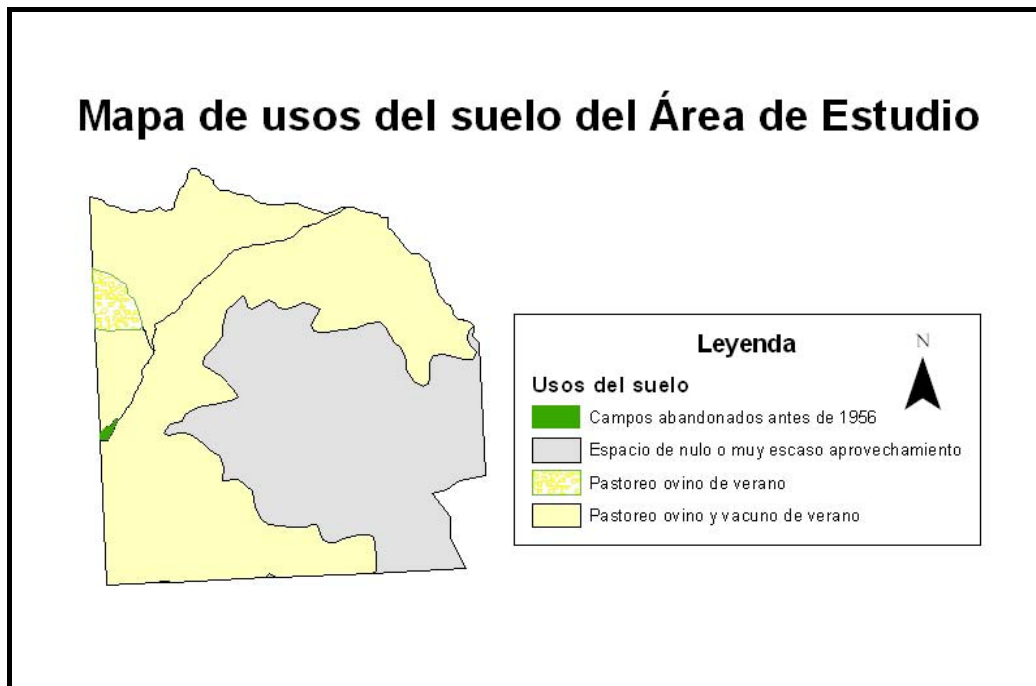 Mapa de usos del suelo del Área de Estudio
Leyenda
N
Usos del suelo
Campos abandonados antes de 1956
Espacio de nulo o muy escaso aprovechamiento
Pastoreo ovino de verano
Pastoreo ovino y vacuno de verano